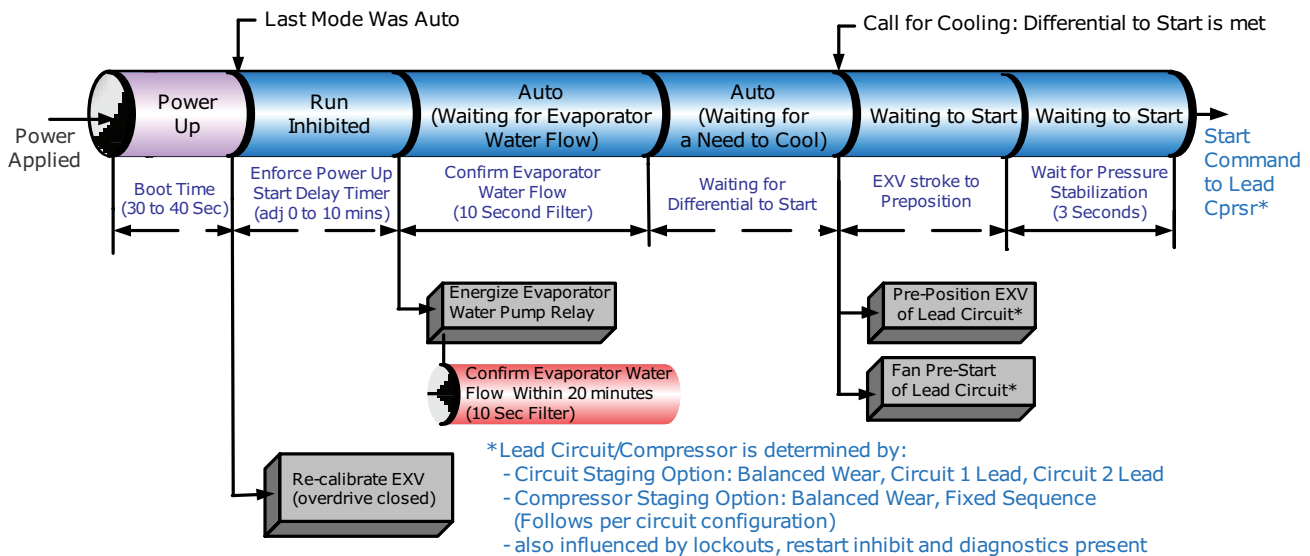 Last Mode Was Auto
Call for Cooling: Differential to Start is met
Power Applied
Power
Up
Run
Inhibited
Auto
(Waiting for Evaporator
Water Flow)
Auto
(Waiting for
a Need to Cool)
Waiting to Start
Waiting to Start
Start
Command
to Lead
Cprsr*
Boot Time
(30 to 40 Sec)
Enforce Power Up
Start Delay Timer
(adj 0 to 10 mins)
Confirm Evaporator
Water Flow
(10 Second Filter)
Waiting for
Differential to Start
EXV stroke to
Preposition
Wait for Pressure
Stabilization
(3 Seconds)
Energize Evaporator
Water Pump Relay
Confirm Evaporator Water
Flow Within 20 minutes
(10 Sec Filter)
Pre-Position EXV
of Lead Circuit*
Fan Pre-Start
of Lead Circuit*
Re-calibrate EXV
(overdrive closed)
*Lead Circuit/Compressor is determined by:
- Circuit Staging Option: Balanced Wear, Circuit 1 Lead, Circuit 2 Lead
- Compressor Staging Option: Balanced Wear, Fixed Sequence
(Follows per circuit configuration)
- also influenced by lockouts, restart inhibit and diagnostics present